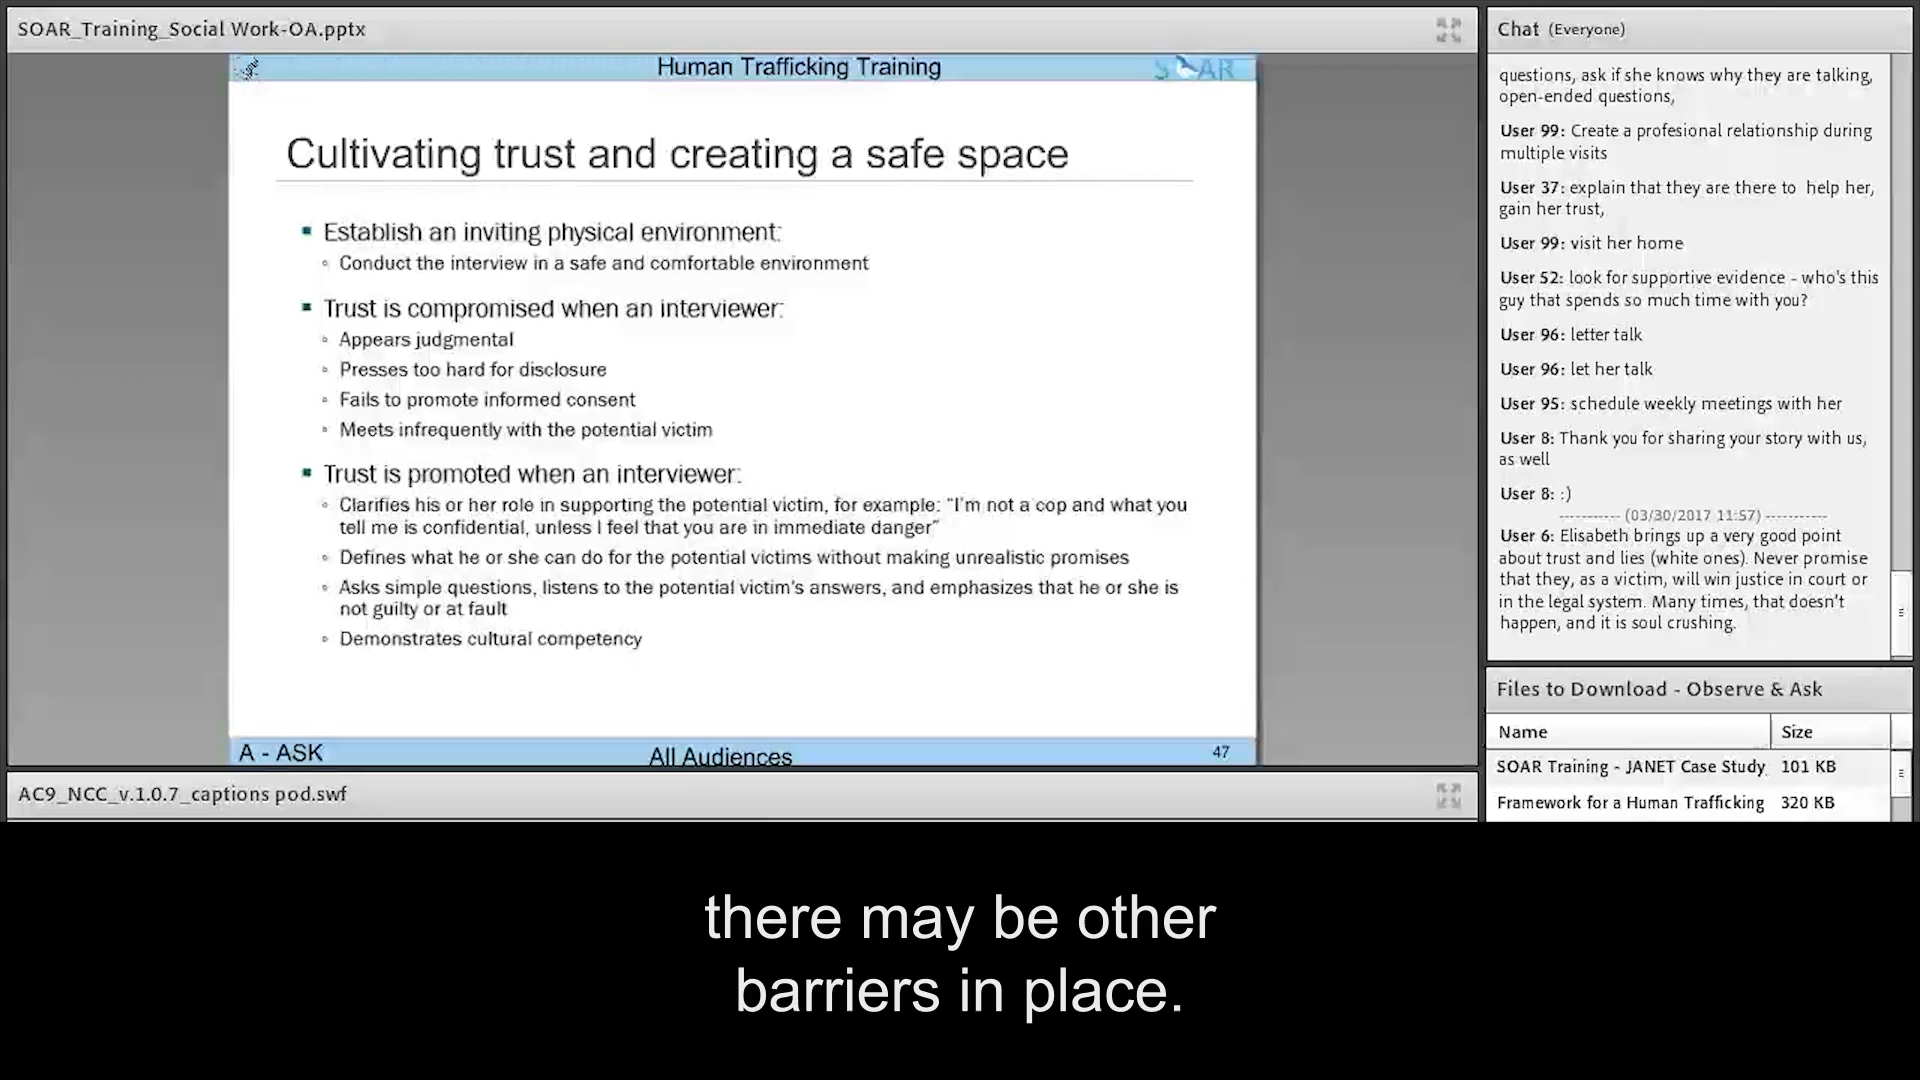 SOAR_Training_Social Work-OA.pptx
Human Trafficking Training
SOAR
Cultivating trust and creating a safe space
Establish an inviting physical environment:
Conduct the interview in a safe and comfortable environment
Trust is compromised when an interviewer:
Appears judgmental
Presses too hard for disclosure
Fails to promote informed consent
Meets infrequently with the potential victim
Trust is promoted when an interviewer:
Clarifies his or her role in supporting the potential victim, for example: “I’m not a cop and what you
tell me is confidential, unless I feel that you are in immediate danger”
Defines what he or she can do for the potential victims without making unrealistic promises
Asks simple questions, listens to the potential victim’s answers, and emphasizes that he or she is
not guilty or at fault
Demonstrates cultural competency
A - ASK
All Audiences
47
Chat (Everyone)
questions, ask if she knows why they are talking,
open-ended questions,
User 99: Create a profesional relationship during
multiple visits
User 37: explain that they are there to  help her,
gain her trust,
User 99: visit her home
User 52: look for supportive evidence - who's this
guy that spends so much time with you?
User 96: letter talk
User 96: let her talk
User 95: schedule weekly meetings with her
User 8: Thank you for sharing your story with us,
as well
User 8: :)
---------- (03/30/2017 11:57) ----------
User 6: Elisabeth brings up a very good point
about trust and lies (white ones). Never promise
that they, as a victim, will win justice in court or
in the legal system. Many times, that doesn't
happen, and it is soul crushing.
Files to Download - Observe & Ask
Name Size
SOAR Training - JANET Case Study 101 KB
Framework for a Human Trafficking 320 KB
AC9_NCC_v.1.0.7_captions pod.swf
there may be other
barriers in place.